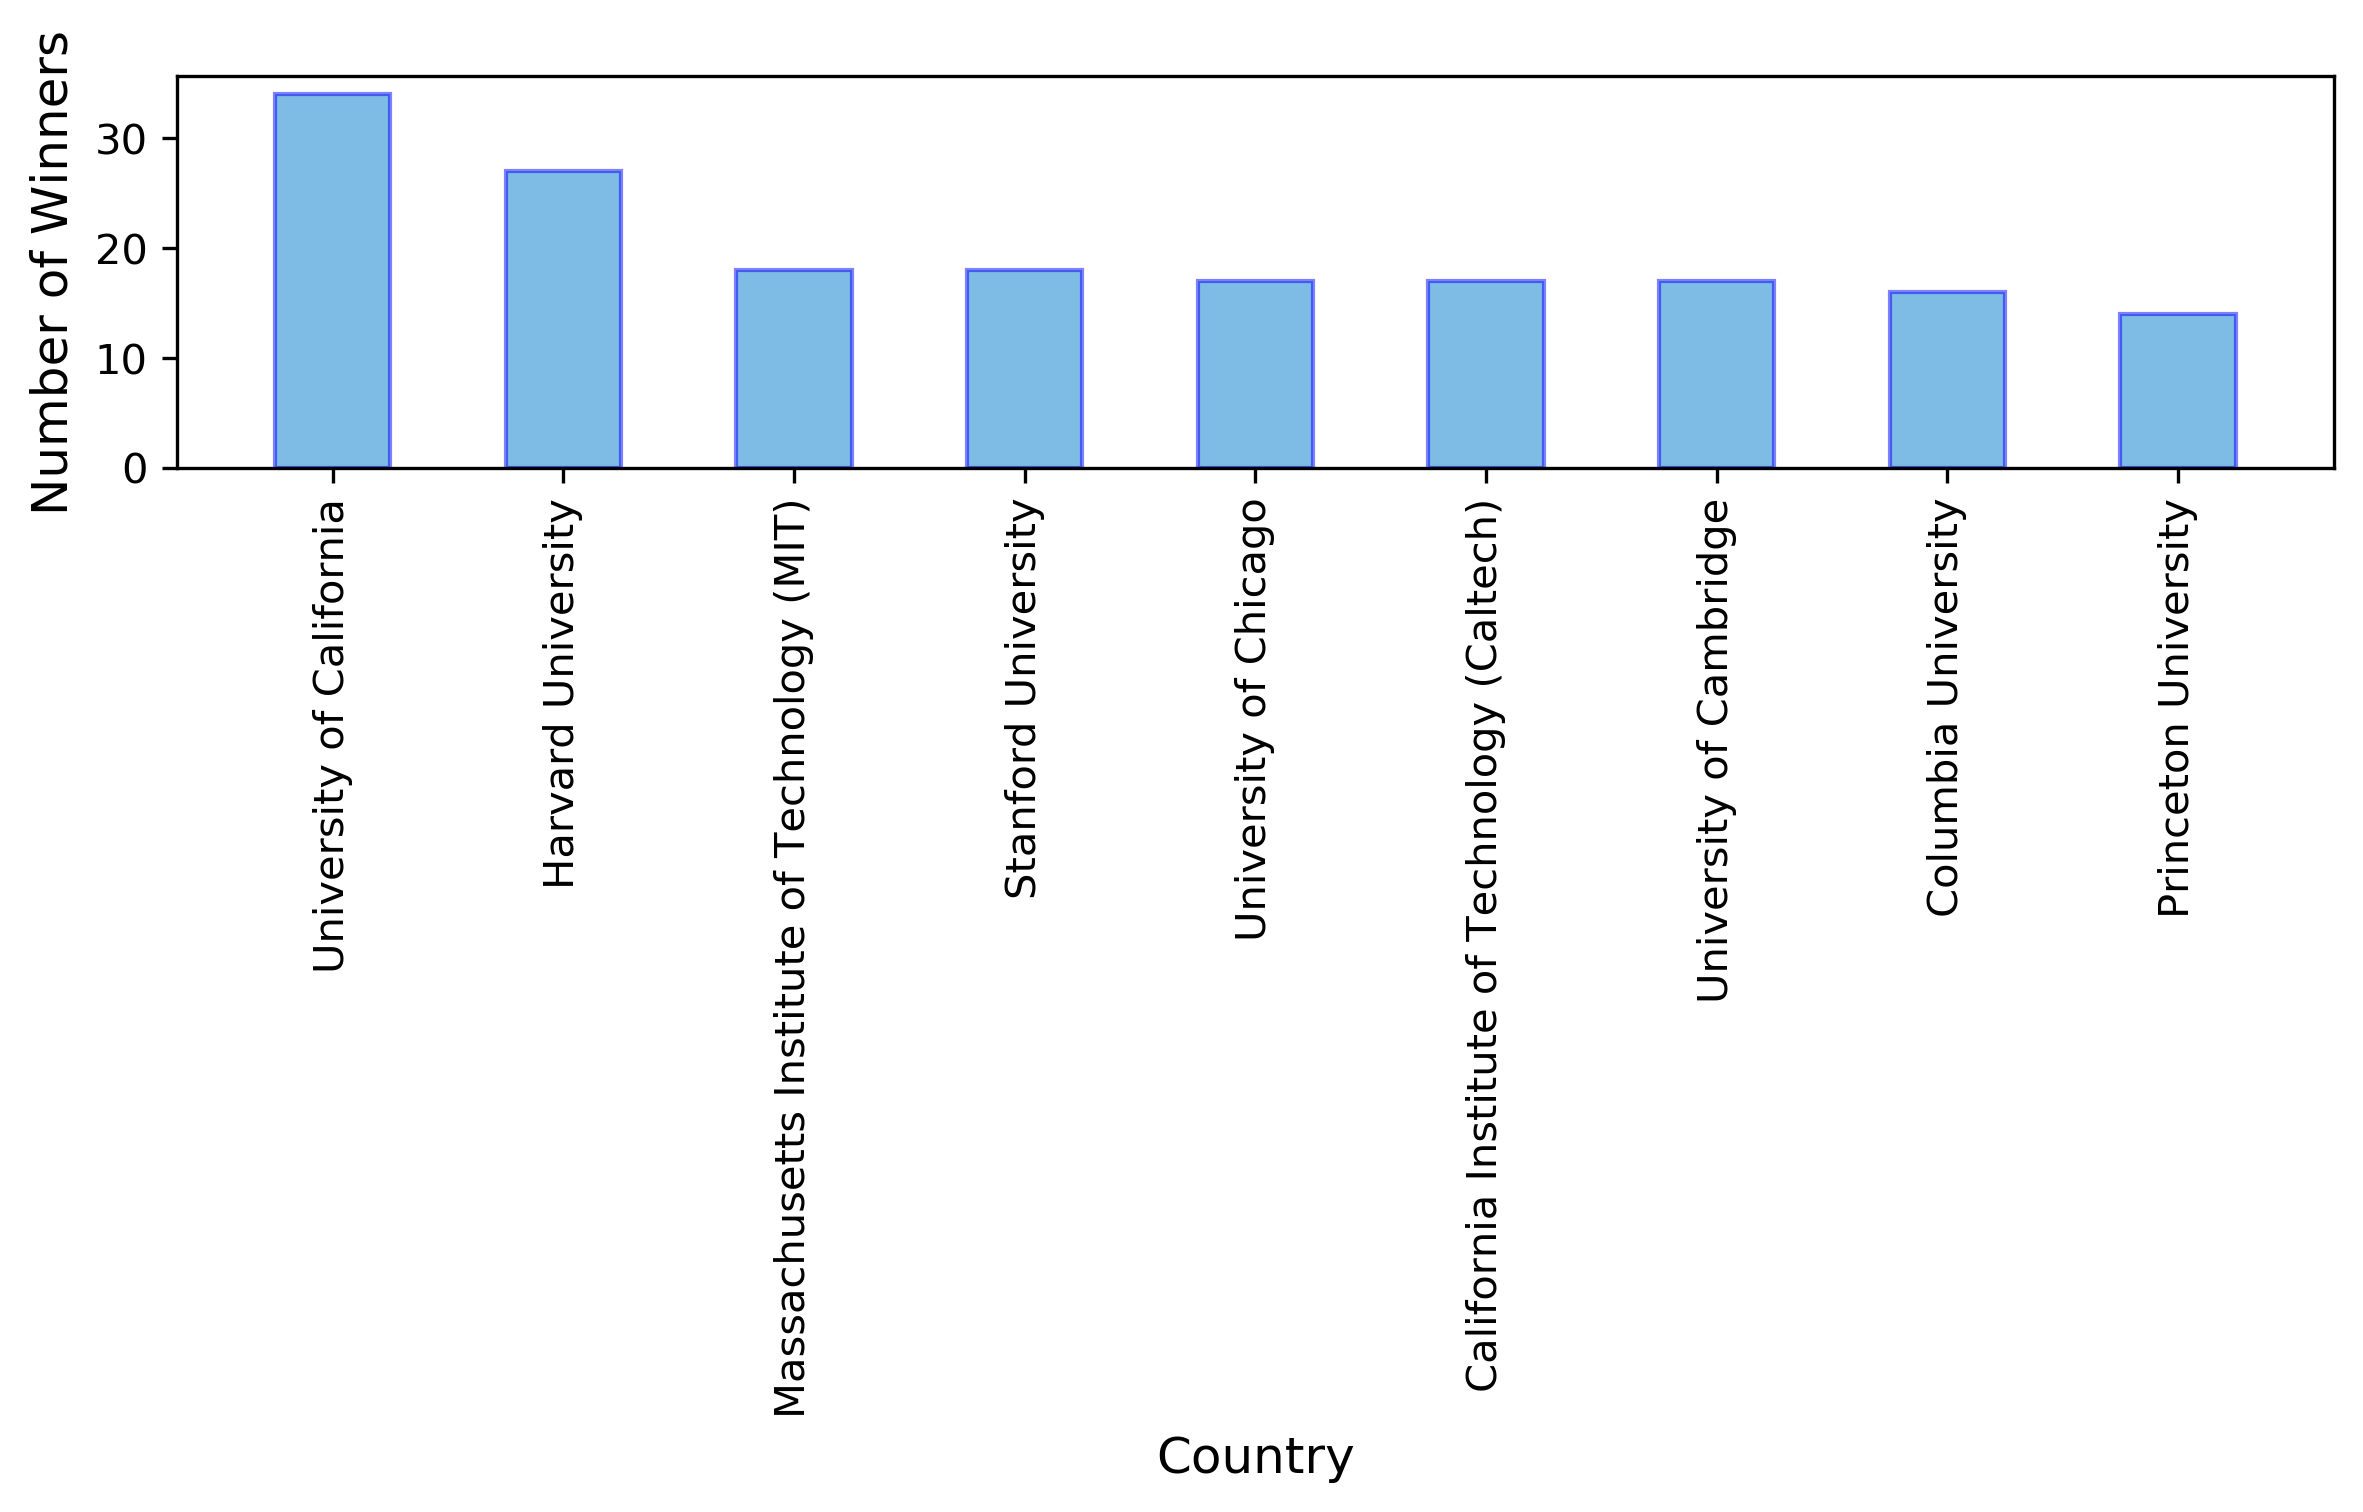 Number of Winners
30
20
10
0
University of California
Harvard University
Massachusetts Institute of Technology (MIT)
Stanford University
University of Chicago
California Institute of Technology (Caltech)
University of Cambridge
Columbia University
Princeton University
Country